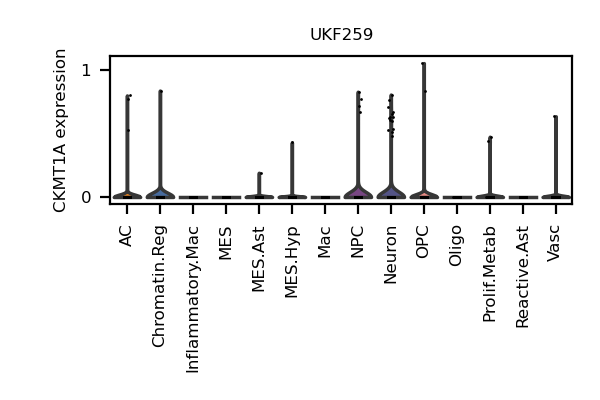 UKF259
CKMT1A expression
1
0
AC
Chromatin.Reg
Inflammatory.Mac
MES
MES.Ast
MES.Hyp
Mac
NPC
Neuron
OPC
Oligo
Prolif.Metab
Reactive.Ast
Vasc